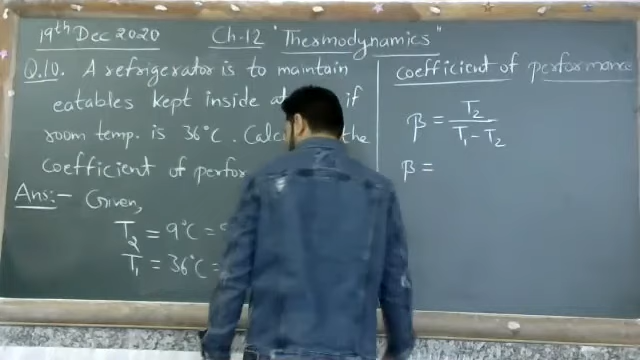 19th Dec 2020
Ch-12 "Thermodynamics"
Q.10. A refrigerator is to maintain
eatables kept inside at if
room temp. is 36°C. Calc the
coefficient of perfor
Ans:- Given,
T₂ = 9°C =
T₁ = 36°C =
coefficient of performance
β = T₂ / T₁ - T₂
β =